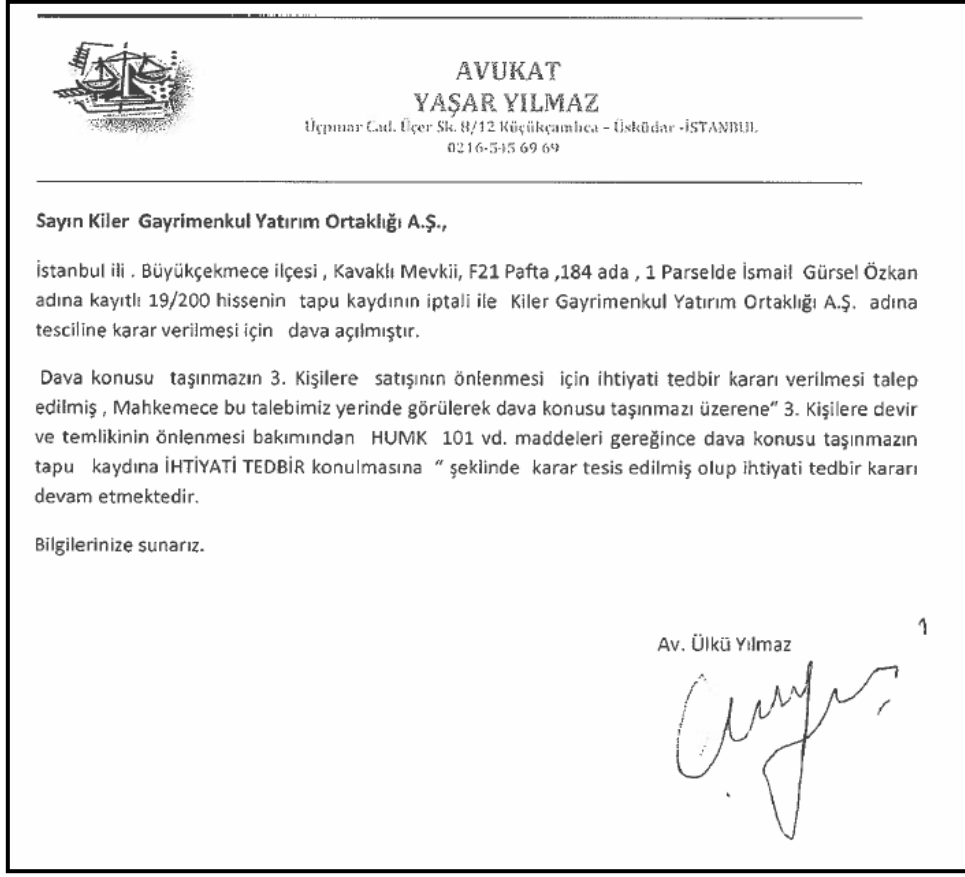 AVUKAT
YAŞAR YILMAZ
Üçpınar Cad. Üçer Sk. 8/12 Küçükçamlıca – Üsküdar -İSTANBUL
0216-545 69 69
Sayın Kiler Gayrimenkul Yatırım Ortaklığı A.Ş.,
İstanbul ili . Büyükçekmece ilçesi , Kavaklı Mevkii, F21 Pafta ,184 ada , 1 Parselde İsmail Gürsel Özkan
adına kayıtlı 19/200 hissenin tapu kaydının iptali ile Kiler Gayrimenkul Yatırım Ortaklığı A.Ş. adına
tesciline karar verilmesi için dava açılmıştır.
Dava konusu taşınmazın 3. Kişilere satışının önlenmesi için ihtiyati tedbir kararı verilmesi talep
edilmiş , Mahkemece bu talebimiz yerinde görülerek dava konusu taşınmazı üzerene" 3. Kişilere devir
ve temlikinin önlenmesi bakımından HUMK 101 vd. maddeleri gereğince dava konusu taşınmazın
tapu kaydına İHTİYATİ TEDBİR konulmasına " şeklinde karar tesis edilmiş olup ihtiyati tedbir kararı
devam etmektedir.
Bilgilerinize sunarız.
Av. Ülkü Yılmaz
1